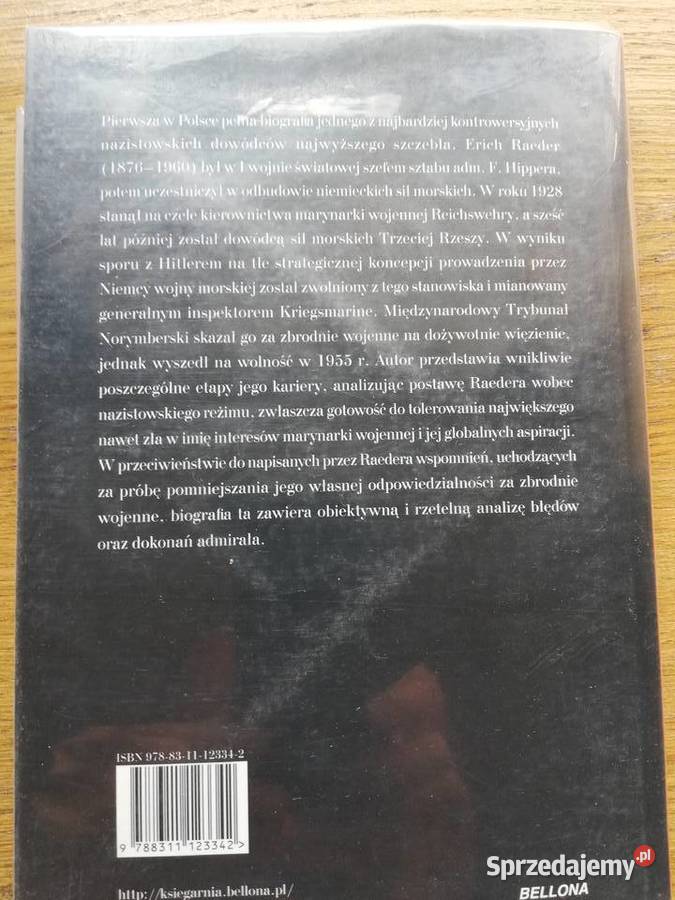 Pierwsza w Polsce pełna biografia jednego z najbardziej kontrowersyjnych
nazistowskich dowódców najwyższego szczebla. Erich Raeder
(1876–1960) był w I wojnie światowej szefem sztabu adm. F. Hippera,
potem uczestniczył w odbudowie niemieckich sił morskich. W roku 1928
stanął na czele kierownictwa marynarki wojennej Reichswehry, a sześć
lat później został dowódcą sił morskich Trzeciej Rzeszy. W wyniku
sporu z Hitlerem na tle strategicznej koncepcji prowadzenia przez
Niemcy wojny morskiej został zwolniony z tego stanowiska i mianowany
generalnym inspektorem Kriegsmarine. Międzynarodowy Trybunał
Norymberski skazał go za zbrodnie wojenne na dożywotnie więzienie,
jednak wyszedł na wolność w 1955 r. Autor przedstawia wnikliwie
poszczególne etapy jego kariery, analizując postawę Raedera wobec
nazistowskiego reżimu, zwłaszcza gotowość do tolerowania największego
nawet zła w imię interesów marynarki wojennej i jej globalnych aspiracji.
W przeciwieństwie do napisanych przez Raedera wspomnień, uchodzących
za próbę pomniejszania jego własnej odpowiedzialności za zbrodnie
wojenne, biografia ta zawiera obiektywną i rzetelną analizę błędów
oraz dokonań admirała.
ISBN 978-83-11-12334-2
9 788311 123342 >
http://ksiegarnia.bellona.pl/
BELLONA
Sprzedajemy.pl